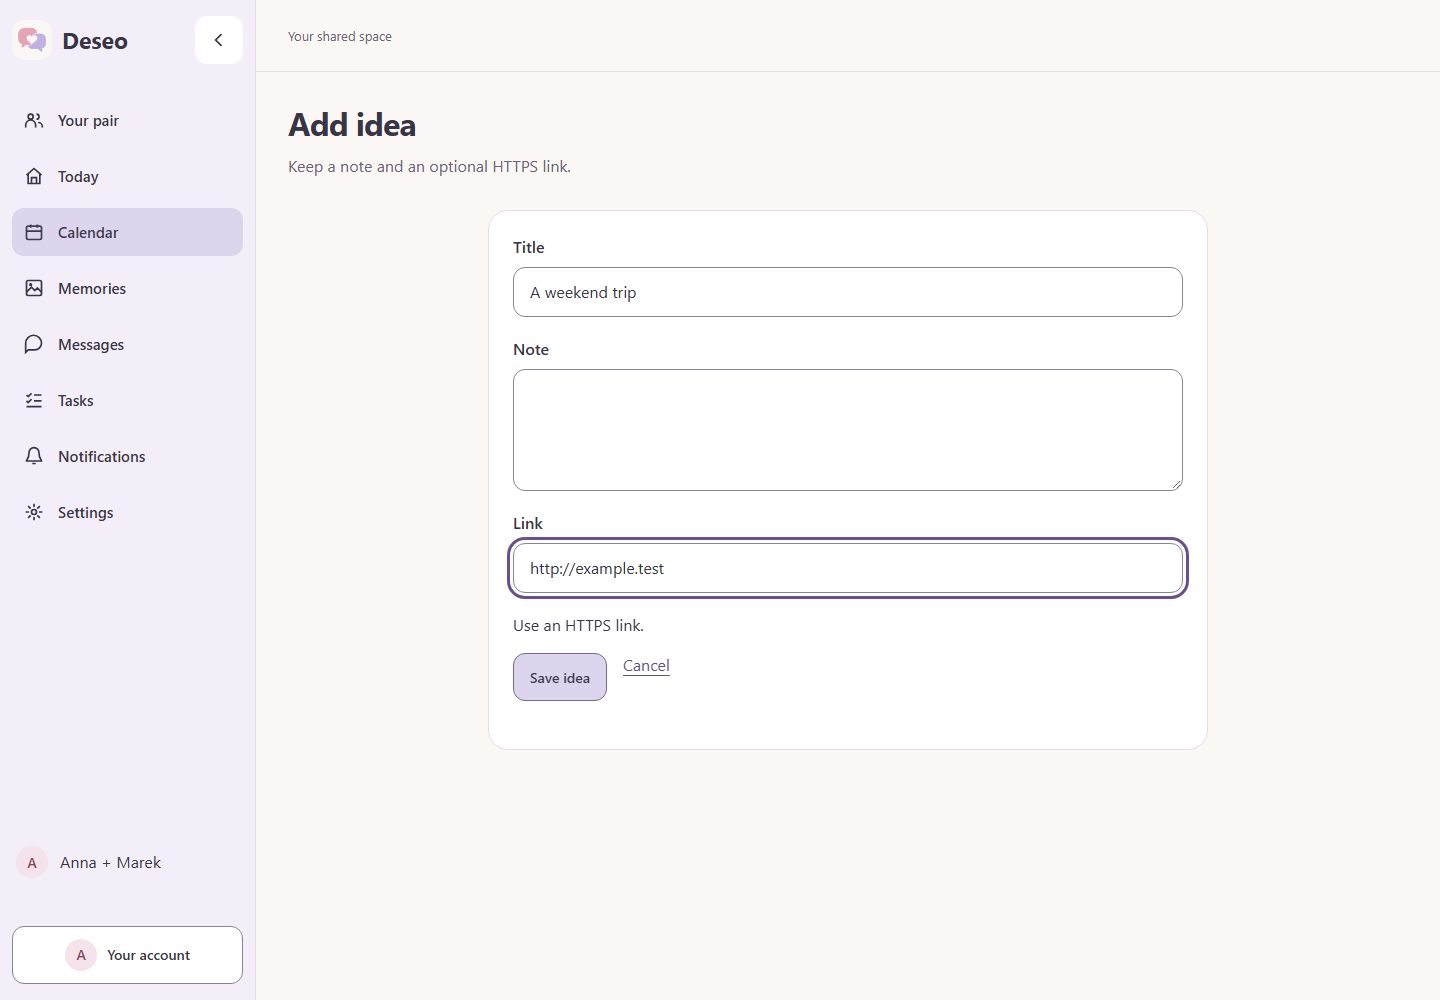 Deseo
Your pair
Today
Calendar
Memories
Messages
Tasks
Notifications
Settings
A
Anna + Marek
A
Your account
Your shared space
Add idea
Keep a note and an optional HTTPS link.
Title
A weekend trip
Note
Link
http://example.test
Use an HTTPS link.
Save idea
Cancel